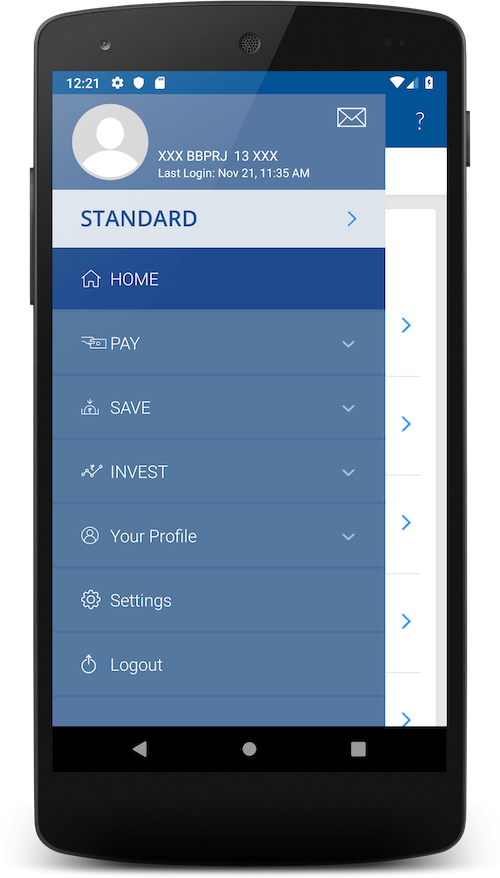 12:21
?
XXX BBPRJ 13 XXX
Last Login: Nov 21, 11:35 AM
STANDARD
HOME
PAY
SAVE
INVEST
Your Profile
Settings
Logout